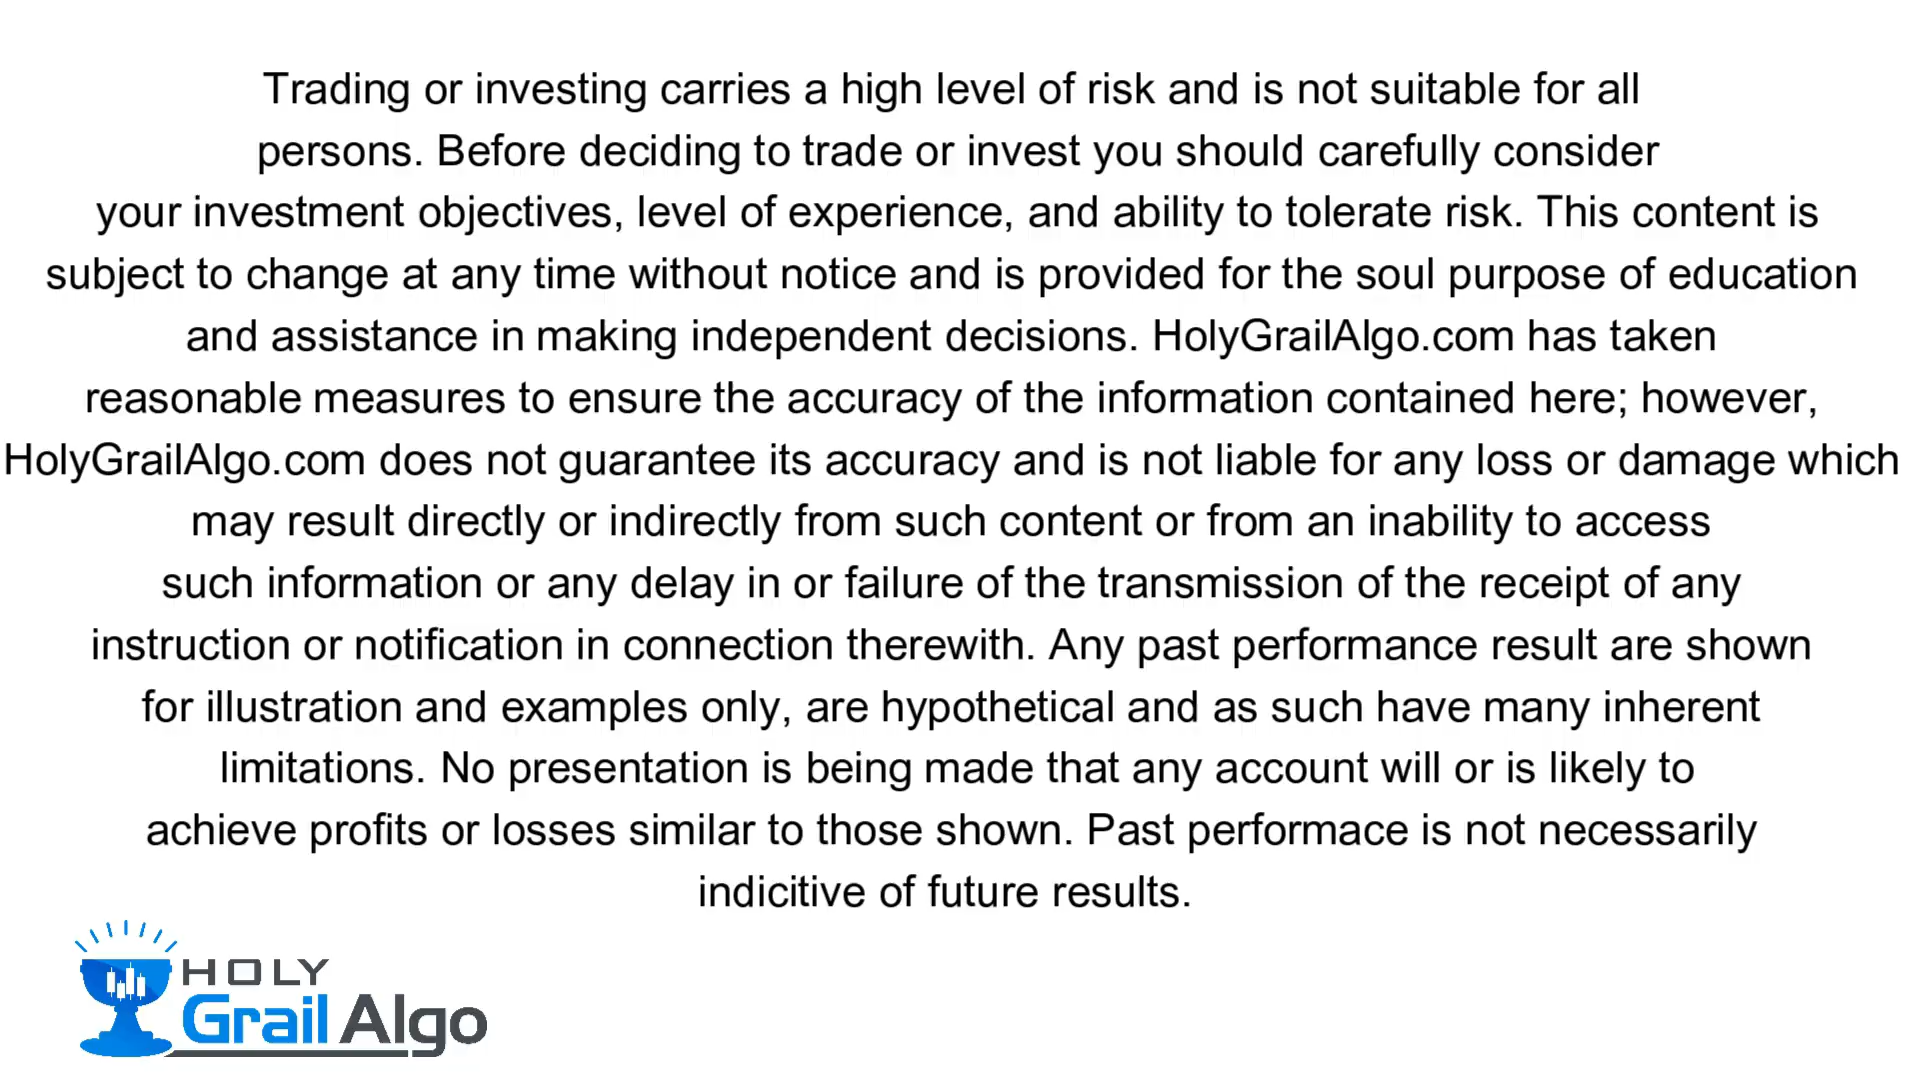 Trading or investing carries a high level of risk and is not suitable for all
persons. Before deciding to trade or invest you should carefully consider
your investment objectives, level of experience, and ability to tolerate risk. This content is
subject to change at any time without notice and is provided for the soul purpose of education
and assistance in making independent decisions. HolyGrailAlgo.com has taken
reasonable measures to ensure the accuracy of the information contained here; however,
HolyGrailAlgo.com does not guarantee its accuracy and is not liable for any loss or damage which
may result directly or indirectly from such content or from an inability to access
such information or any delay in or failure of the transmission of the receipt of any
instruction or notification in connection therewith. Any past performance result are shown
for illustration and examples only, are hypothetical and as such have many inherent
limitations. No presentation is being made that any account will or is likely to
achieve profits or losses similar to those shown. Past performace is not necessarily
indicitive of future results.
HOLY
Grail Algo